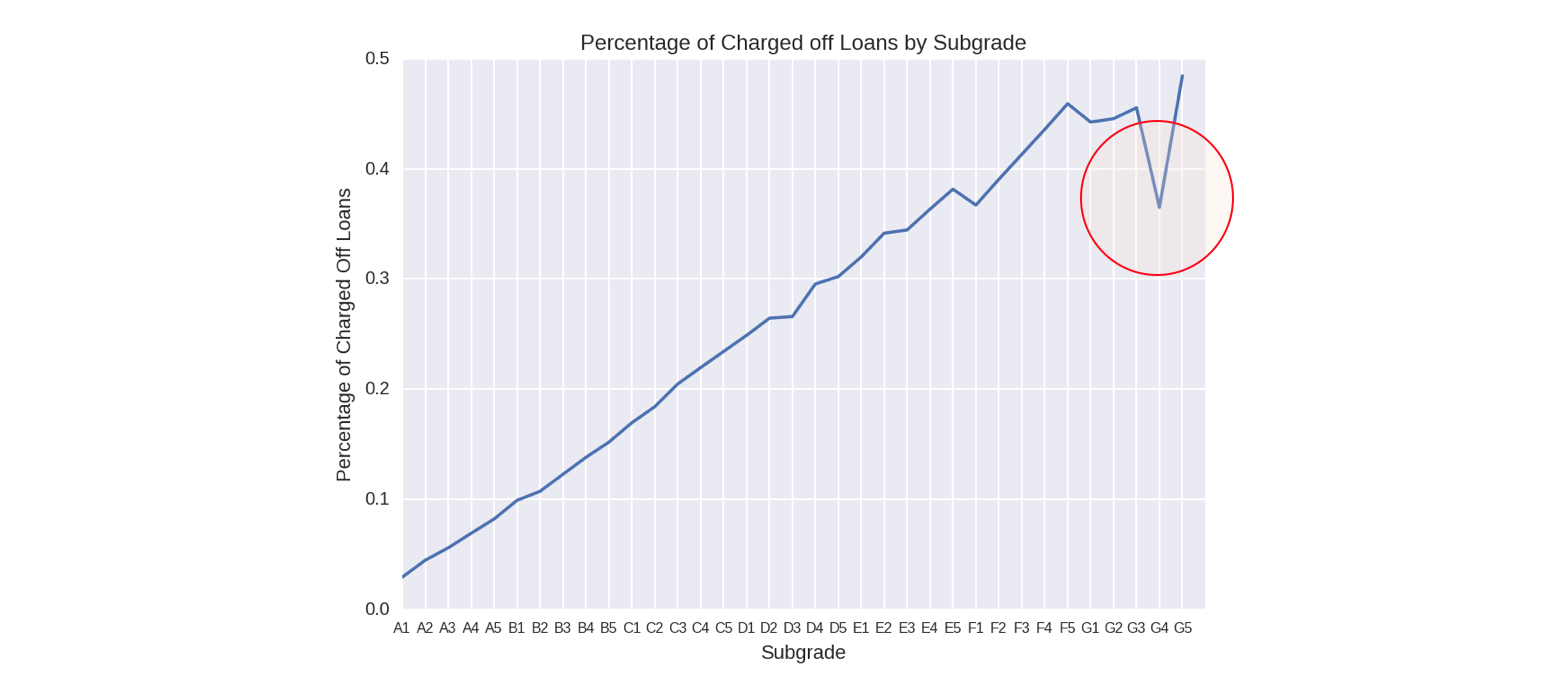 Percentage of Charged off Loans by Subgrade
Percentage of Charged Off Loans
0.5
0.4
0.3
0.2
0.1
0.0
A1 A2 A3 A4 A5 B1 B2 B3 B4 B5 C1 C2 C3 C4 C5 D1 D2 D3 D4 D5 E1 E2 E3 E4 E5 F1 F2 F3 F4 F5 G1 G2 G3 G4 G5
Subgrade